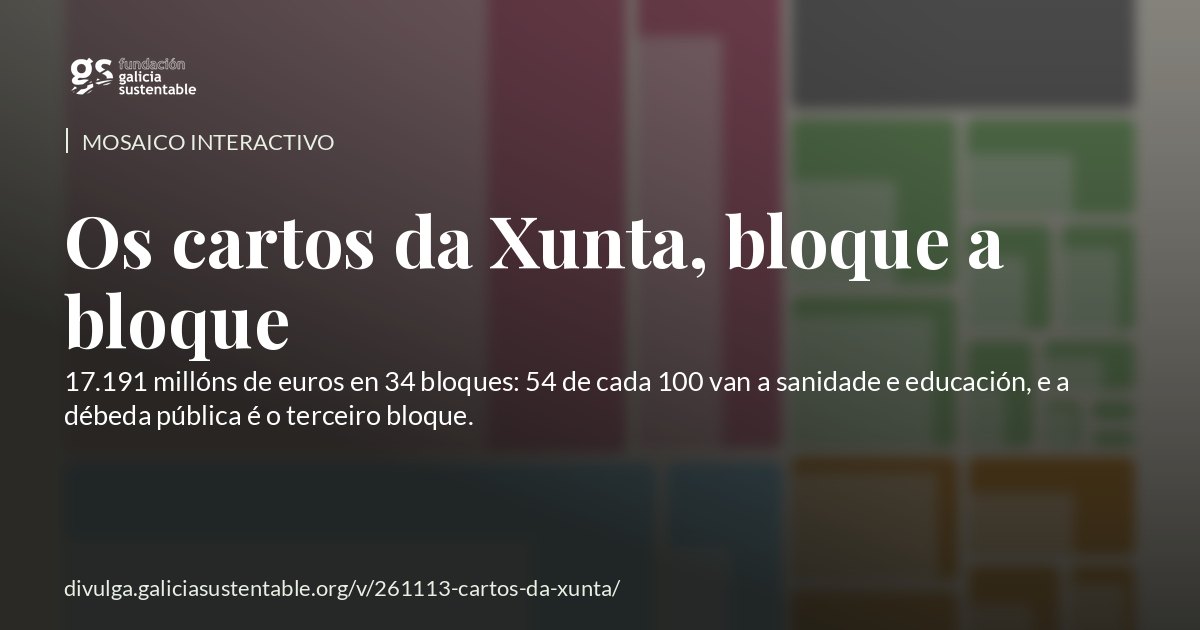 gs fundación
galicia
sustentable
MOSAICO INTERACTIVO
Os cartos da Xunta, bloque a
bloque
17.191 millóns de euros en 34 bloques: 54 de cada 100 van a sanidade e educación, e a
débeda pública é o terceiro bloque.
divulga.galiciasustentable.org/v/261113-cartos-da-xunta/